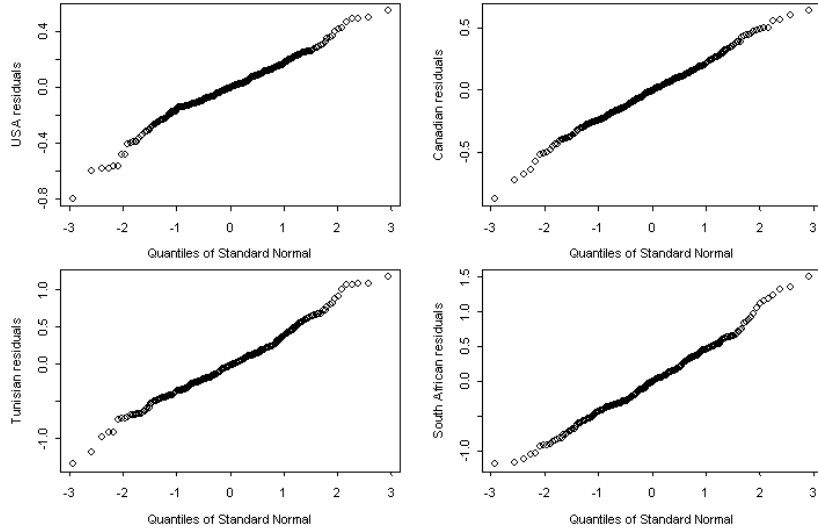 USA residuals
0.4
0.0
-0.4
-0.8
-3 -2 -1 0 1 2 3
Quantiles of Standard Normal
Canadian residuals
0.5
0.0
-0.5
-3 -2 -1 0 1 2 3
Quantiles of Standard Normal
Tunisian residuals
1.0
0.5
0.0
-1.0
-3 -2 -1 0 1 2 3
Quantiles of Standard Normal
South African residuals
1.5
1.0
0.5
0.0
-1.0
-3 -2 -1 0 1 2 3
Quantiles of Standard Normal